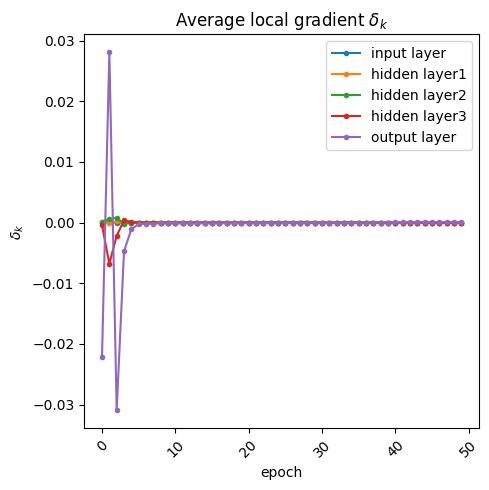 Average local gradient δₖ
0.03
0.02
0.01
0.00
−0.01
−0.02
−0.03
δₖ
input layer
hidden layer1
hidden layer2
hidden layer3
output layer
0
10
20
30
40
50
epoch